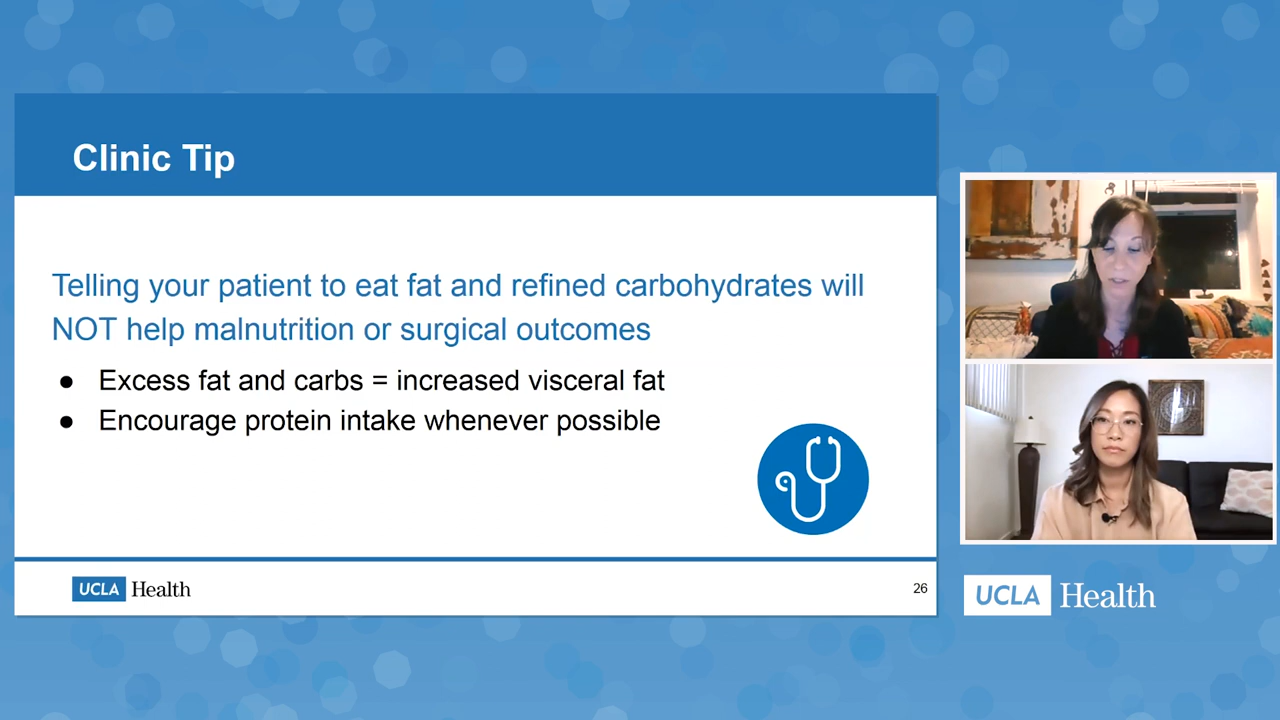 Clinic Tip
Telling your patient to eat fat and refined carbohydrates will
NOT help malnutrition or surgical outcomes
● Excess fat and carbs = increased visceral fat
● Encourage protein intake whenever possible
UCLA Health
26
UCLA Health